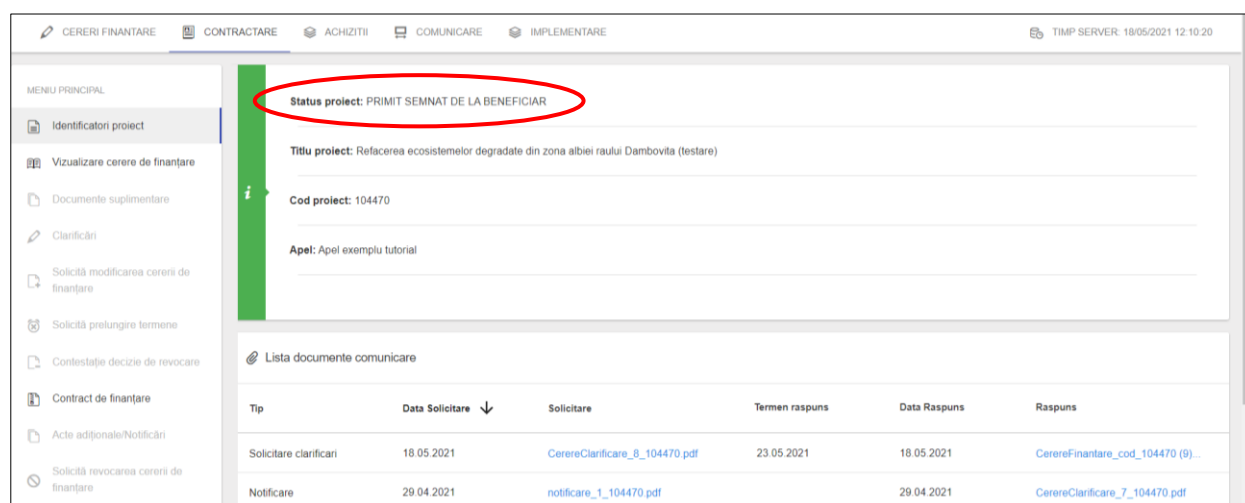 CERERI FINANTARE CONTRACTARE ACHIZITII COMUNICARE IMPLEMENTARE TIMP SERVER: 18/05/2021 12:10:20
MENIU PRINCIPAL
Identificatori proiect
Vizualizare cerere de finanțare
Documente suplimentare
Clarificări
Solicită modificarea cererii de
finanțare
Solicită prelungire termene
Contestație decizie de revocare
Contract de finanțare
Acte adiționale/Notificări
Solicită revocarea cererii de
finanțare
Status proiect: PRIMIT SEMNAT DE LA BENEFICIAR
Titlu proiect: Refacerea ecosistemelor degradate din zona albiei raului Dambovita (testare)
i
Cod proiect: 104470
Apel: Apel exemplu tutorial
Lista documente comunicare
Tip Data Solicitare Solicitare Termen raspuns Data Raspuns Raspuns
Solicitare clarificari 18.05.2021 CerereClarificare_8_104470.pdf 23.05.2021 18.05.2021 CerereFinantare_cod_104470 (9)...
Notificare 29.04.2021 notificare_1_104470.pdf 29.04.2021 CerereClarificare_7_104470.pdf